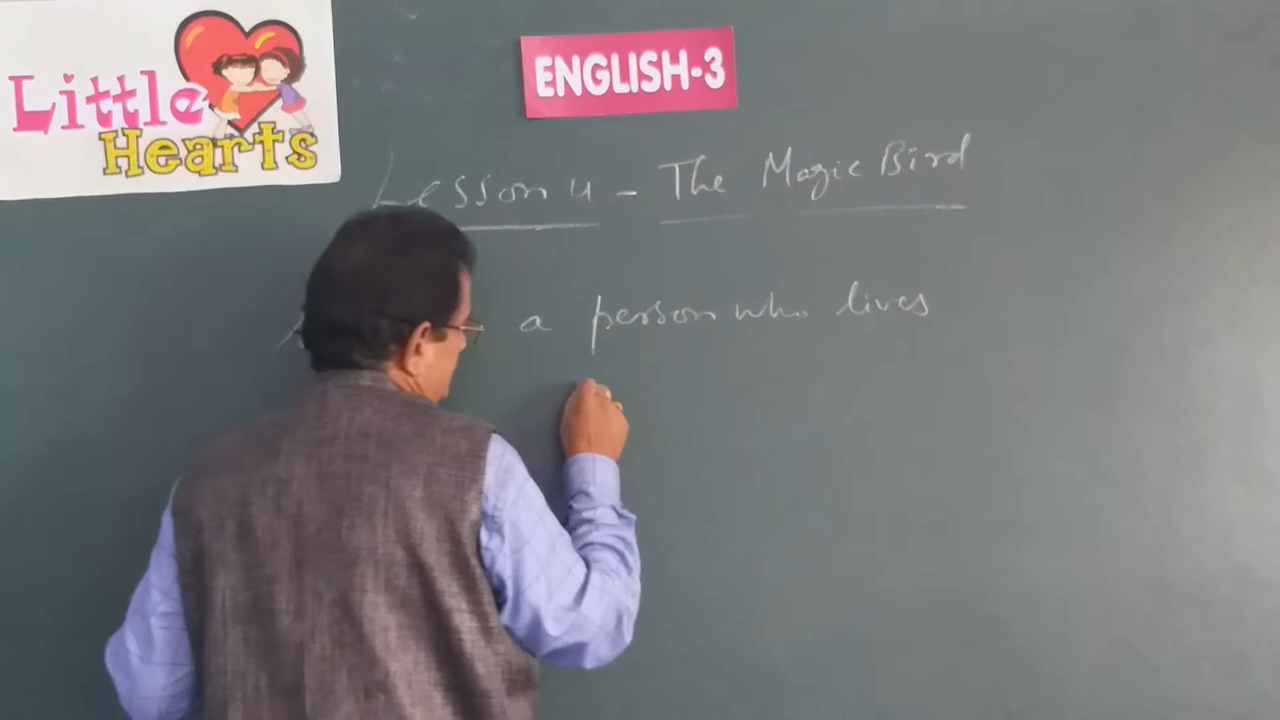 Little
Hearts
ENGLISH-3
Lesson 4 - The Magic Bird
a person who lives